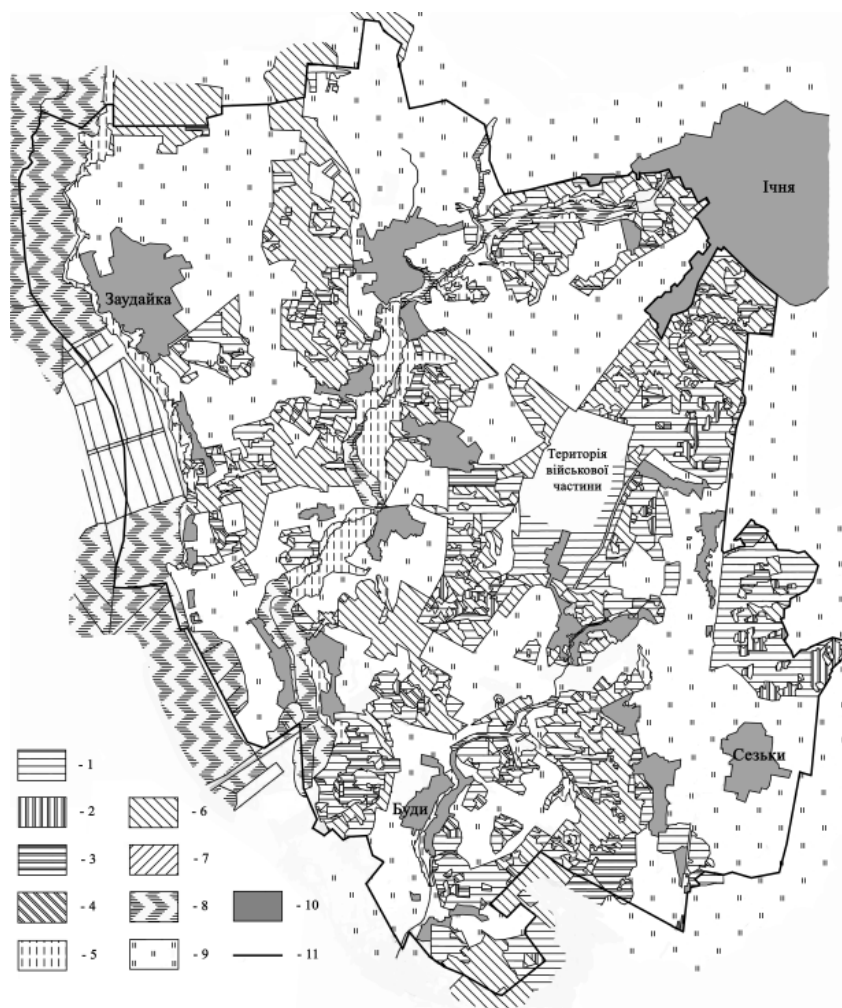 Ічня
Заудайка
Територія
військової
частини
Сезьки
Буди
- 1
- 2
- 3
- 4
- 5
- 6
- 7
- 8
- 9
- 10
- 11